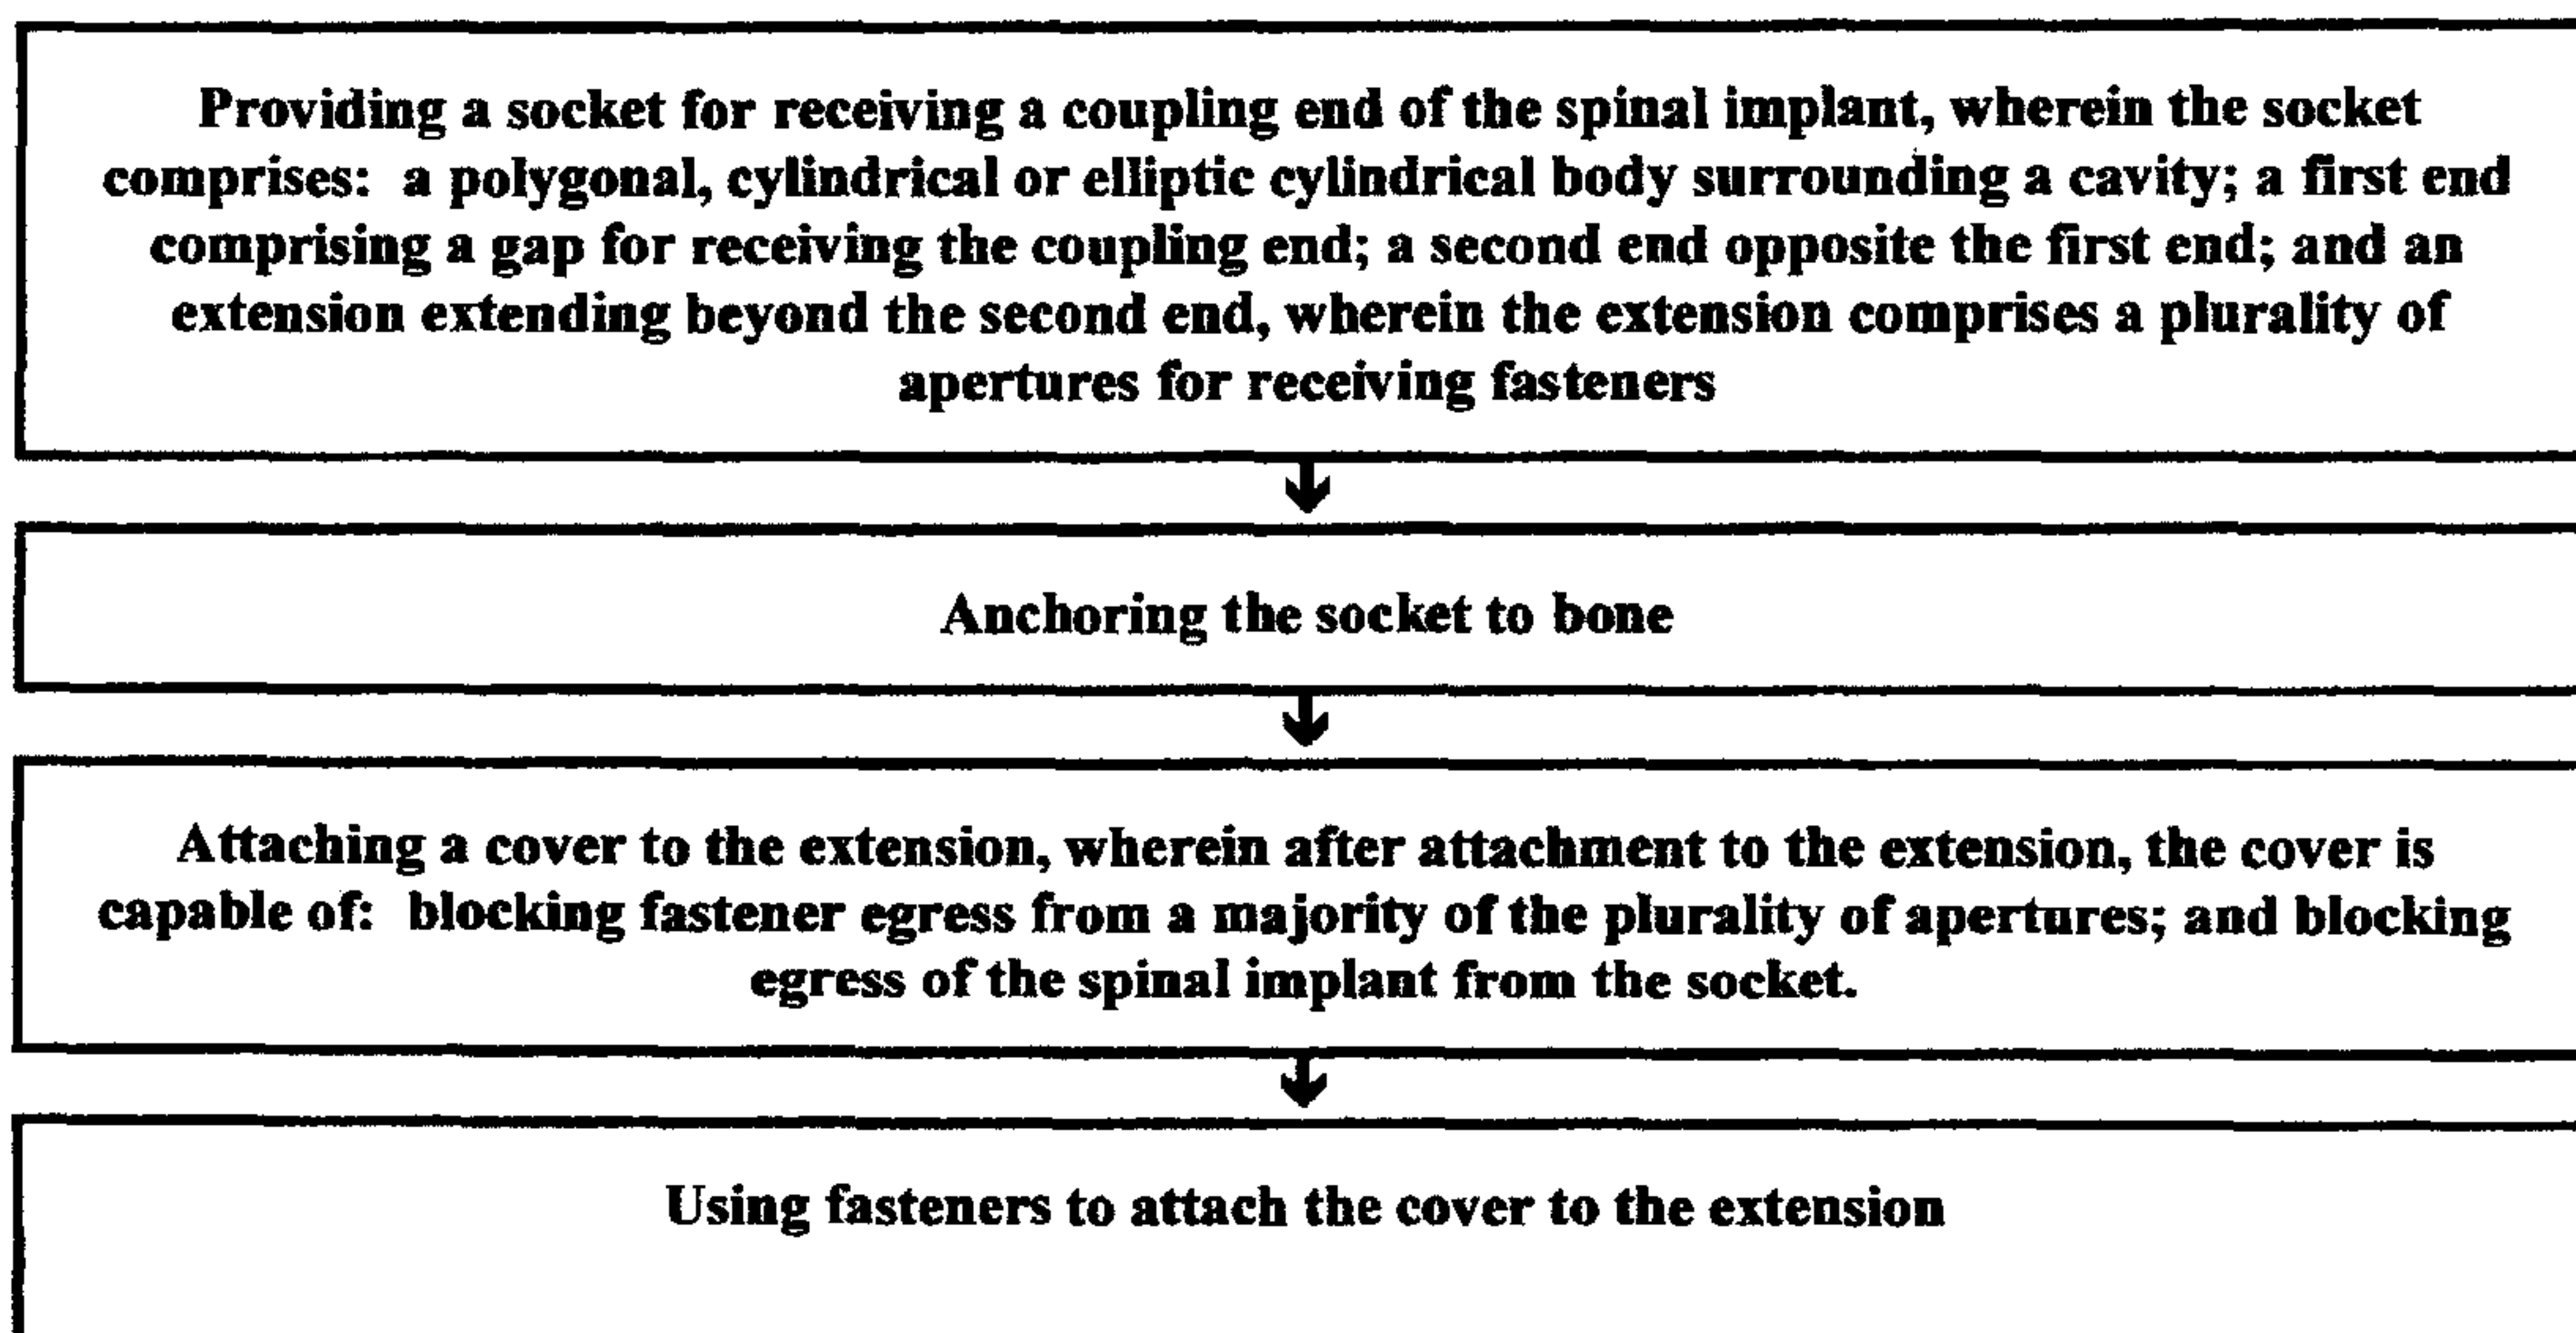 Providing a socket for receiving a coupling end of the spinal implant, wherein the socket
comprises: a polygonal, cylindrical or elliptic cylindrical body surrounding a cavity; a first end
comprising a gap for receiving the coupling end; a second end opposite the first end; and an
extension extending beyond the second end, wherein the extension comprises a plurality of
apertures for receiving fasteners
Anchoring the socket to bone
Attaching a cover to the extension, wherein after attachment to the extension, the cover is
capable of: blocking fastener egress from a majority of the plurality of apertures; and blocking
egress of the spinal implant from the socket.
Using fasteners to attach the cover to the extension